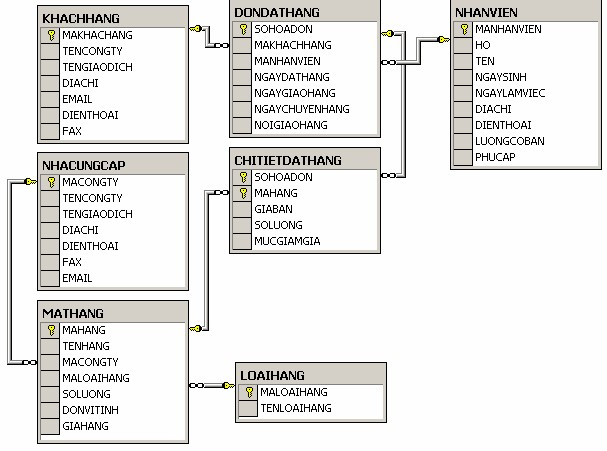 KHACHHANG
MAKHACHANG
TENCONGTY
TENGIAODICH
DIACHI
EMAIL
DIENTHOAI
FAX
DONDATHANG
SOHOADON
MAKHACHHANG
MANHANVIEN
NGAYDATHANG
NGAYGIAOHANG
NGAYCHUYENHANG
NOIGIAOHANG
NHANVIEN
MANHANVIEN
HO
TEN
NGAYSINH
NGAYLAMVIEC
DIACHI
DIENTHOAI
LUONGCOBAN
PHUCAP
NHACUNGCAP
MACONGTY
TENCONGTY
TENGIAODICH
DIACHI
DIENTHOAI
FAX
EMAIL
CHITIETDATHANG
SOHOADON
MAHANG
GIABAN
SOLUONG
MUCGIAMGIA
MATHANG
MAHANG
TENHANG
MACONGTY
MALOAIHANG
SOLUONG
DONVITINH
GIAHANG
LOAIHANG
MALOAIHANG
TENLOAIHANG